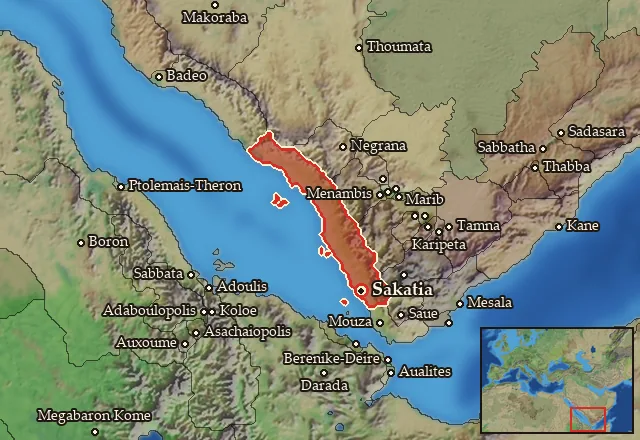 Makoraba
Thoumata
Badeo
Sadasara
Negrana
Sabbatha
Thabba
Ptolemais-Theron
Menambis
Marib
Tamna
Kane
Boron
Karipeta
Sabbata
Adoulis
Sakatia
Mesala
Adaboulopolis
Koloe
Saue
Mouza
Asachaiopolis
Auxoume
Berenike-Deire
Aualites
Darada
Megabaron Kome